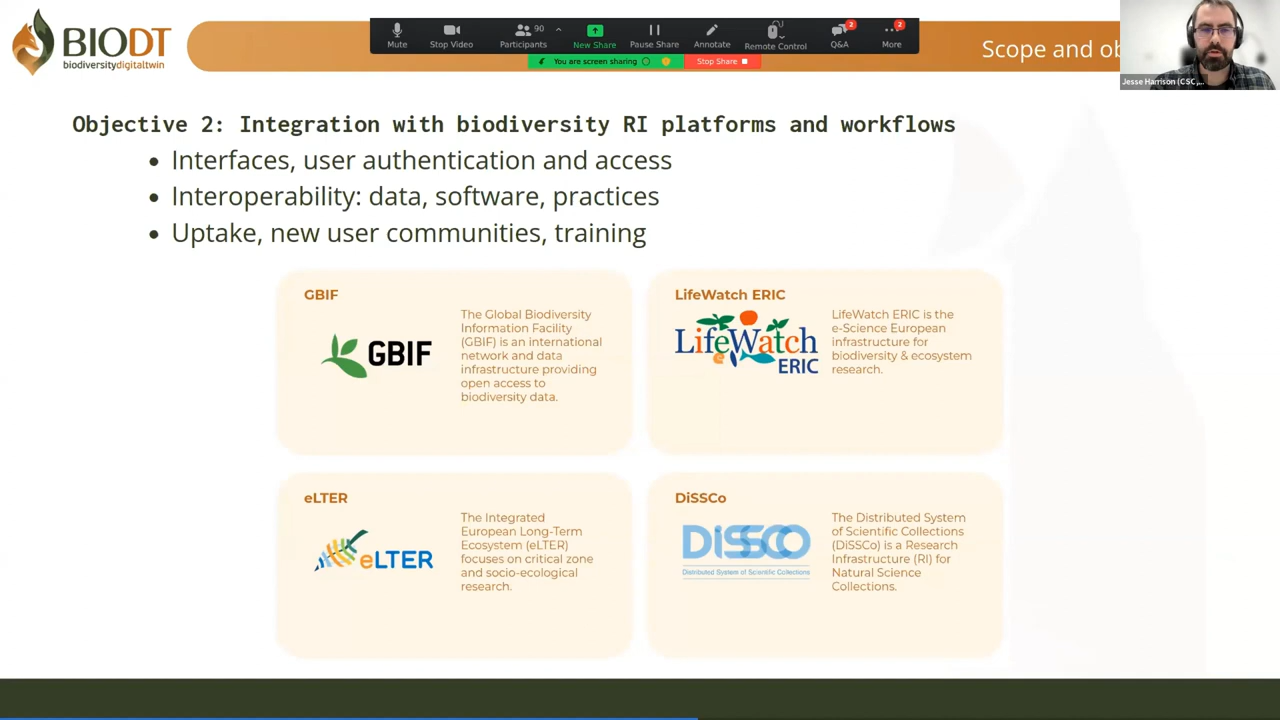 BIODT
biodiversitydigitaltwin
Mute
Stop Video
Participants
90
New Share
Pause Share
Annotate
Remote Control
Q&A
2
More
2
You are screen sharing
Stop Share
Scope and ob
Jesse Harrison (CSC,...
Objective 2: Integration with biodiversity RI platforms and workflows
• Interfaces, user authentication and access
• Interoperability: data, software, practices
• Uptake, new user communities, training
GBIF
GBIF
The Global Biodiversity
Information Facility
(GBIF) is an international
network and data
infrastructure providing
open access to
biodiversity data.
LifeWatch ERIC
LifeWatch
e
ERIC
LifeWatch ERIC is the
e-Science European
infrastructure for
biodiversity & ecosystem
research.
eLTER
eLTER
The Integrated
European Long-Term
Ecosystem (eLTER)
focuses on critical zone
and socio-ecological
research.
DiSSCo
DISSCO
Distributed System of Scientific Collections
The Distributed System
of Scientific Collections
(DiSSCo) is a Research
Infrastructure (RI) for
Natural Science
Collections.